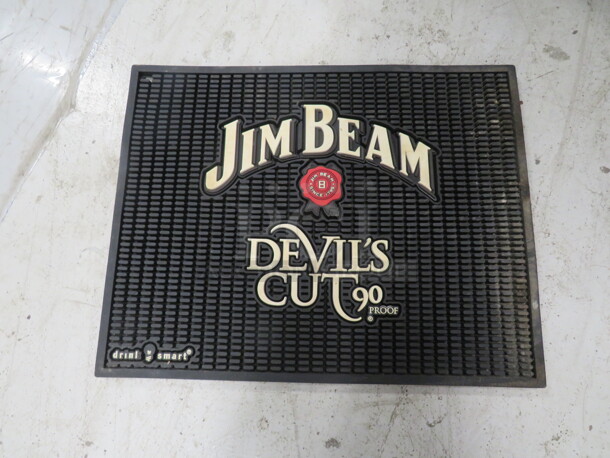 JIM BEAM
B
DEVIL'S
CUT 90
PROOF
drink smart®